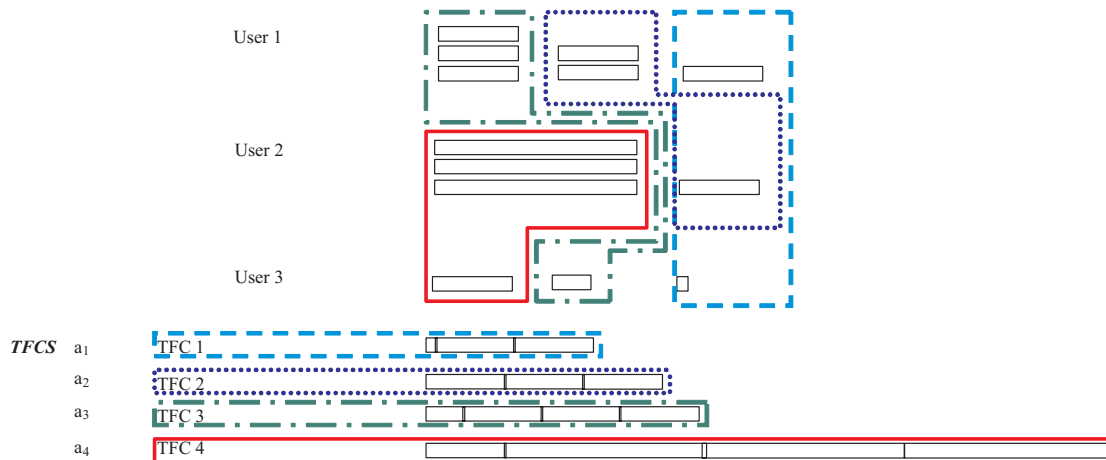 User 1
User 2
User 3
TFCS a1 TFC 1
a2 TFC 2
a3 TFC 3
a4 TFC 4